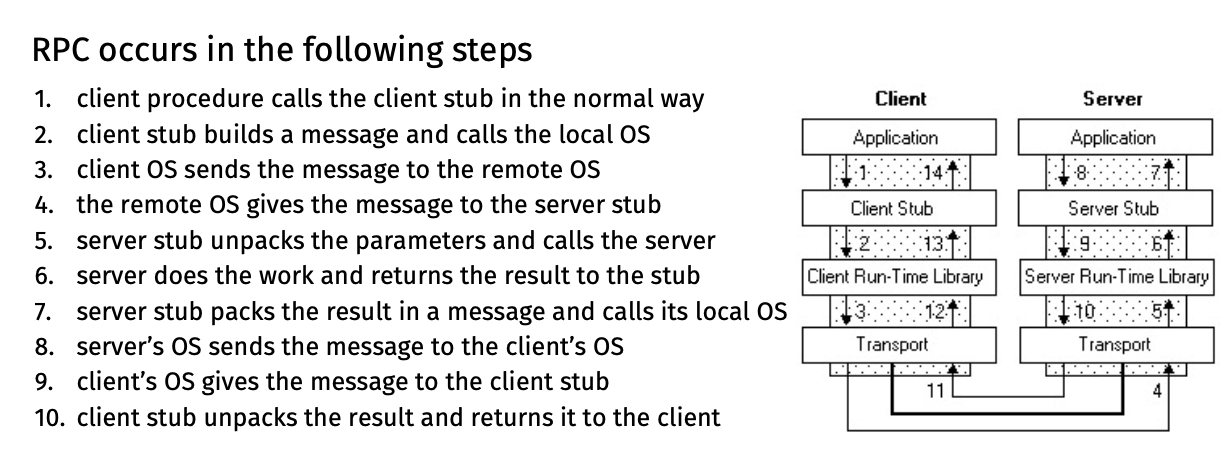 RPC occurs in the following steps
1. client procedure calls the client stub in the normal way
2. client stub builds a message and calls the local OS
3. client OS sends the message to the remote OS
4. the remote OS gives the message to the server stub
5. server stub unpacks the parameters and calls the server
6. server does the work and returns the result to the stub
7. server stub packs the result in a message and calls its local OS
8. server’s OS sends the message to the client’s OS
9. client’s OS gives the message to the client stub
10. client stub unpacks the result and returns it to the client
Client Server
Application Application
1 14 8 7
Client Stub Server Stub
2 13 9 6
Client Run-Time Library Server Run-Time Library
3 12 10 5
Transport Transport
11 4